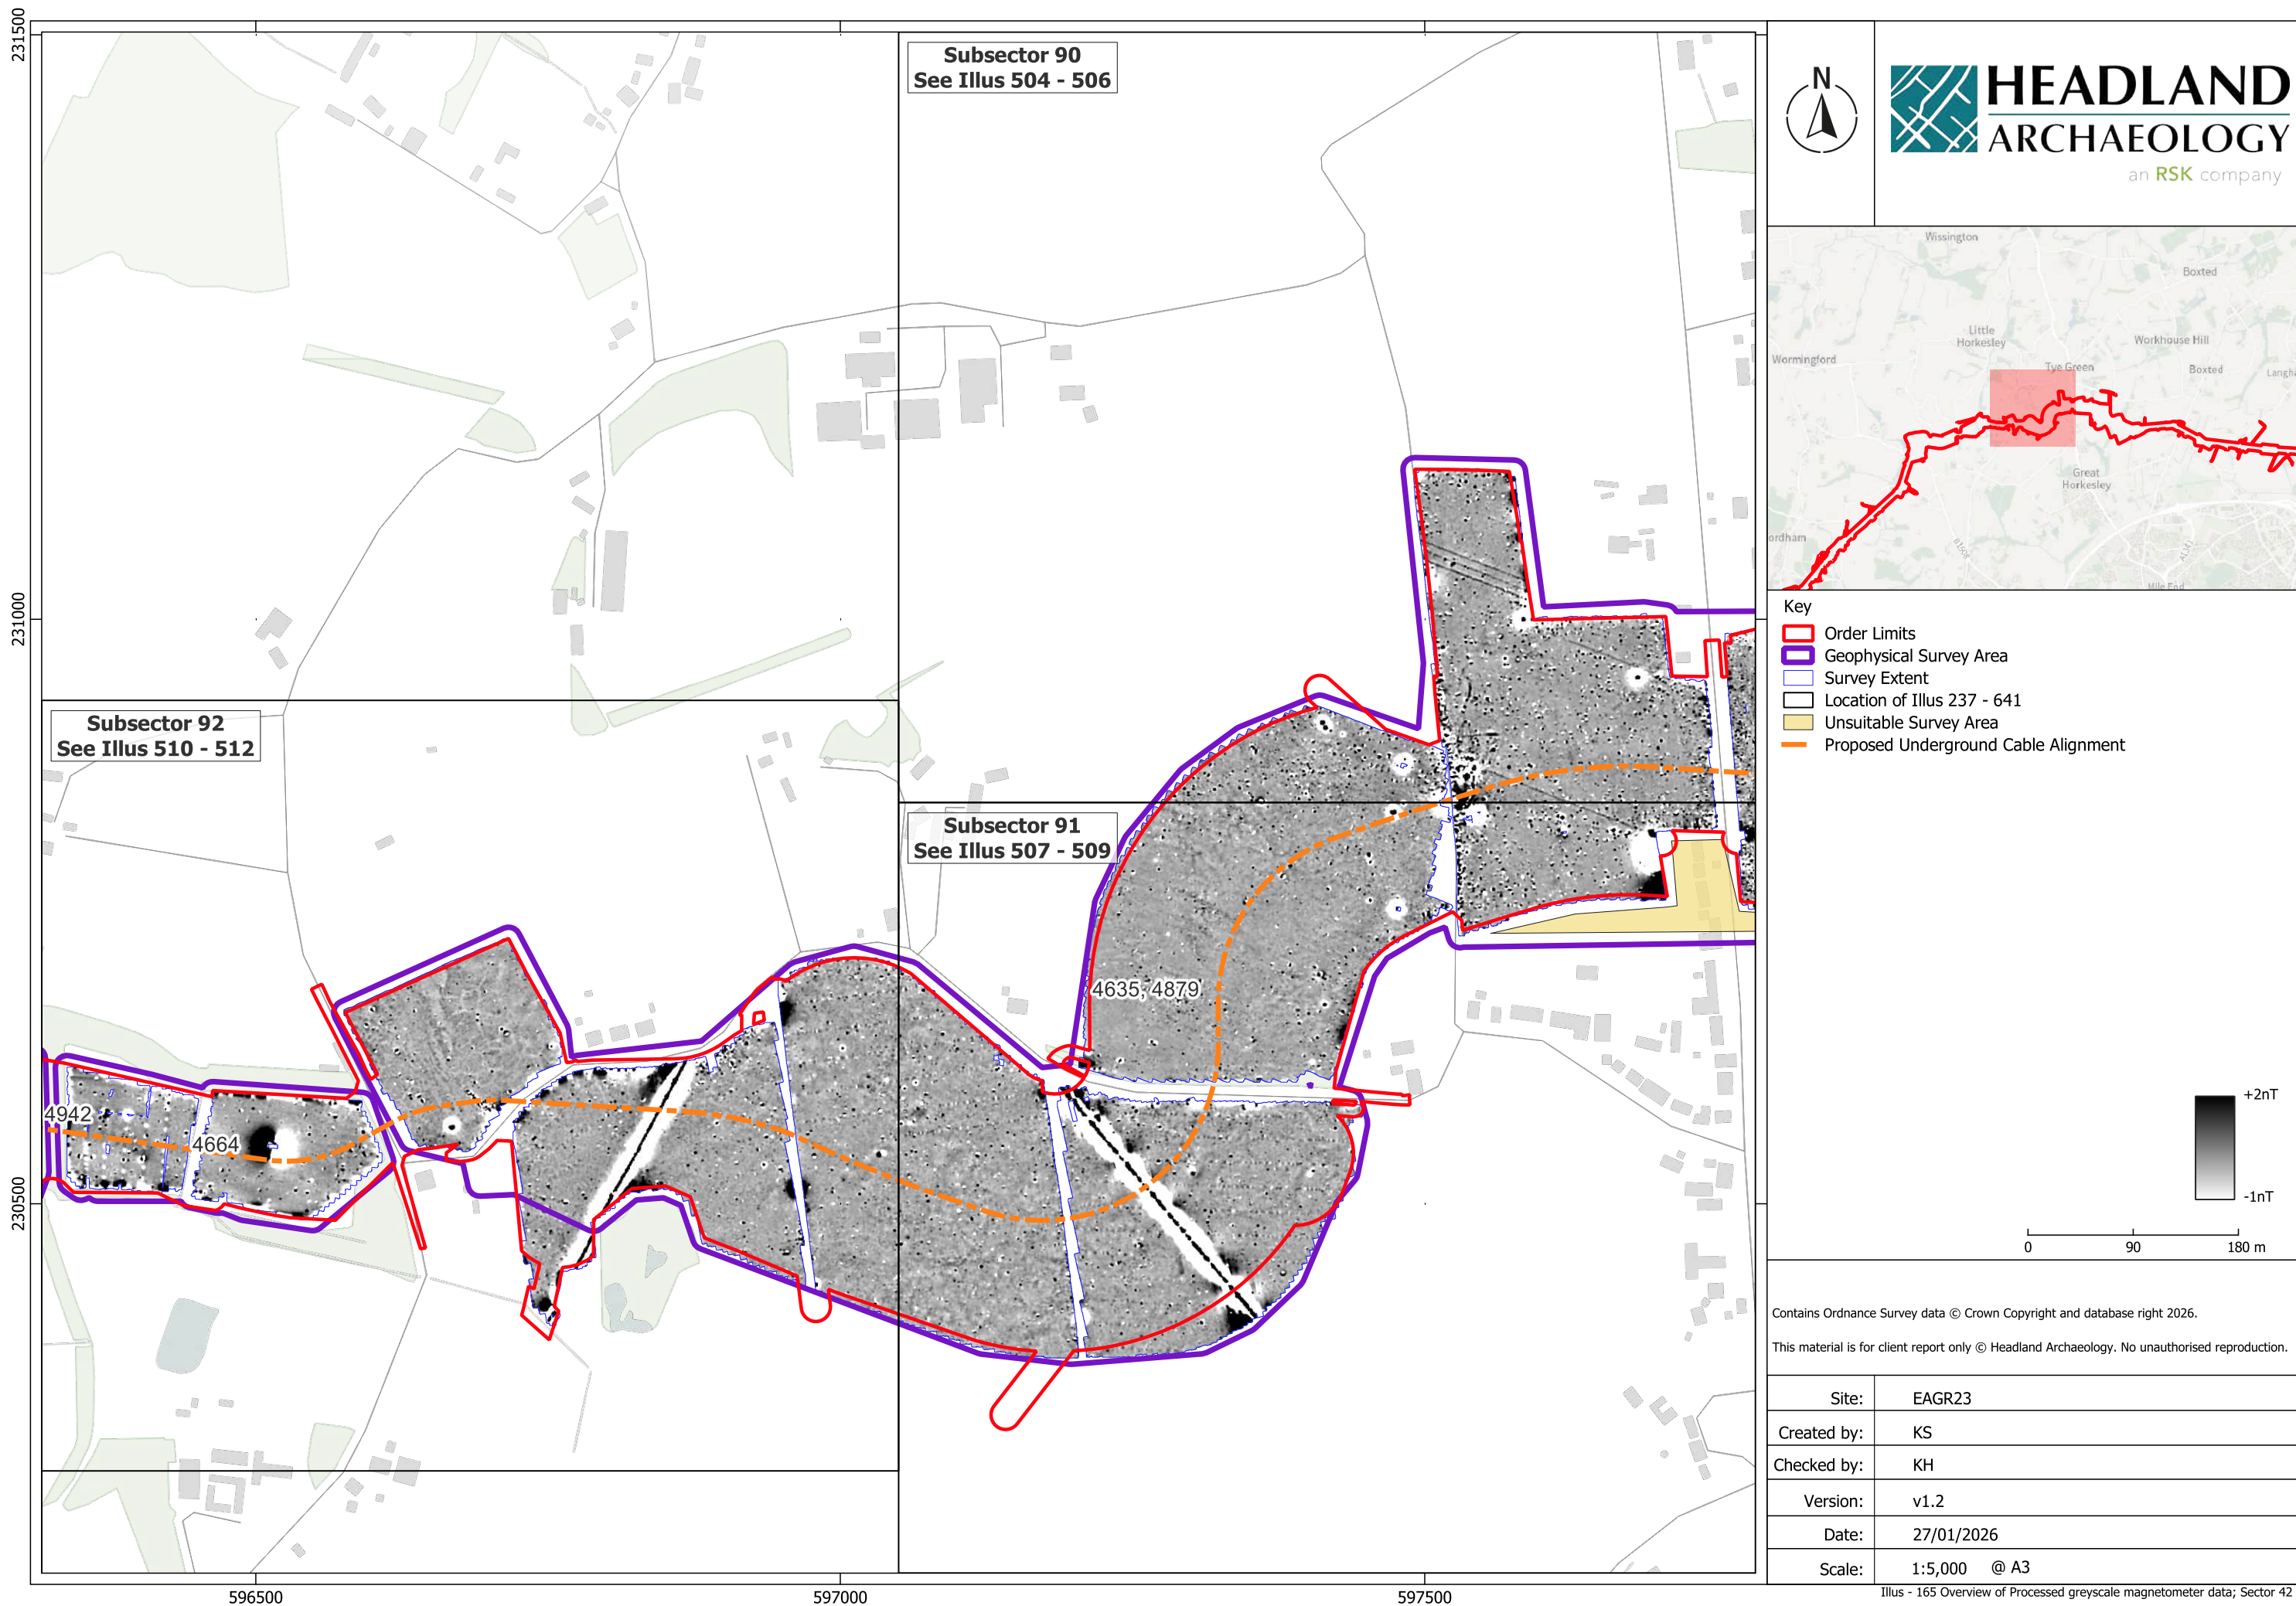 231500
231000
230500
596500
597000
597500
Subsector 90
See Illus 504 - 506
Subsector 92
See Illus 510 - 512
Subsector 91
See Illus 507 - 509
4635, 4879
4942
4664
N
HEADLAND
ARCHAEOLOGY
an RSK company
Wissington
Boxted
Little
Horkesley
Workhouse Hill
Wormingford
Tye Green
Boxted
Langh
Great
Horkesley
ordham
Mile End
Key
Order Limits
Geophysical Survey Area
Survey Extent
Location of Illus 237 - 641
Unsuitable Survey Area
Proposed Underground Cable Alignment
+2nT
-1nT
0 90 180 m
Contains Ordnance Survey data © Crown Copyright and database right 2026.
This material is for client report only © Headland Archaeology. No unauthorised reproduction.
Site: EAGR23
Created by: KS
Checked by: KH
Version: v1.2
Date: 27/01/2026
Scale: 1:5,000 @ A3
Illus - 165 Overview of Processed greyscale magnetometer data; Sector 42